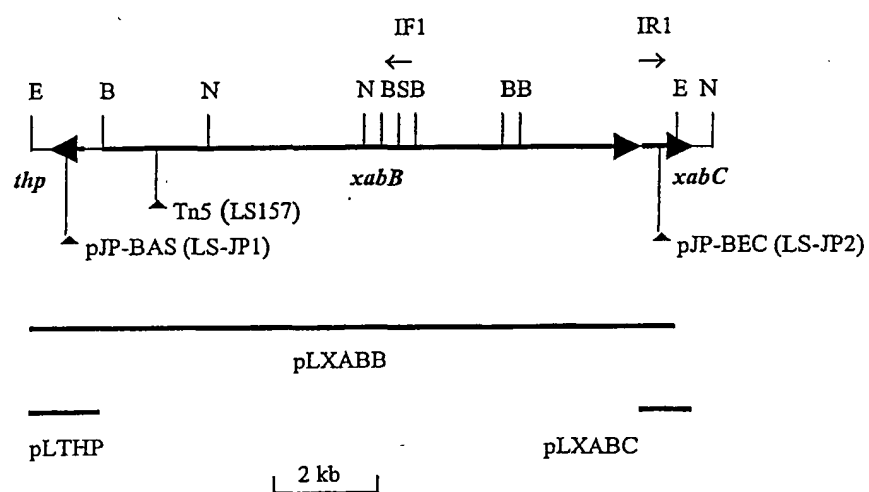 IF1 IR1
E B N N B S B B B E N
thp xabB xabC
Tn5 (LS157)
pJP-BAS (LS-JP1) pJP-BEC (LS-JP2)
pLXABB
pLTHP pLXABC
2 kb